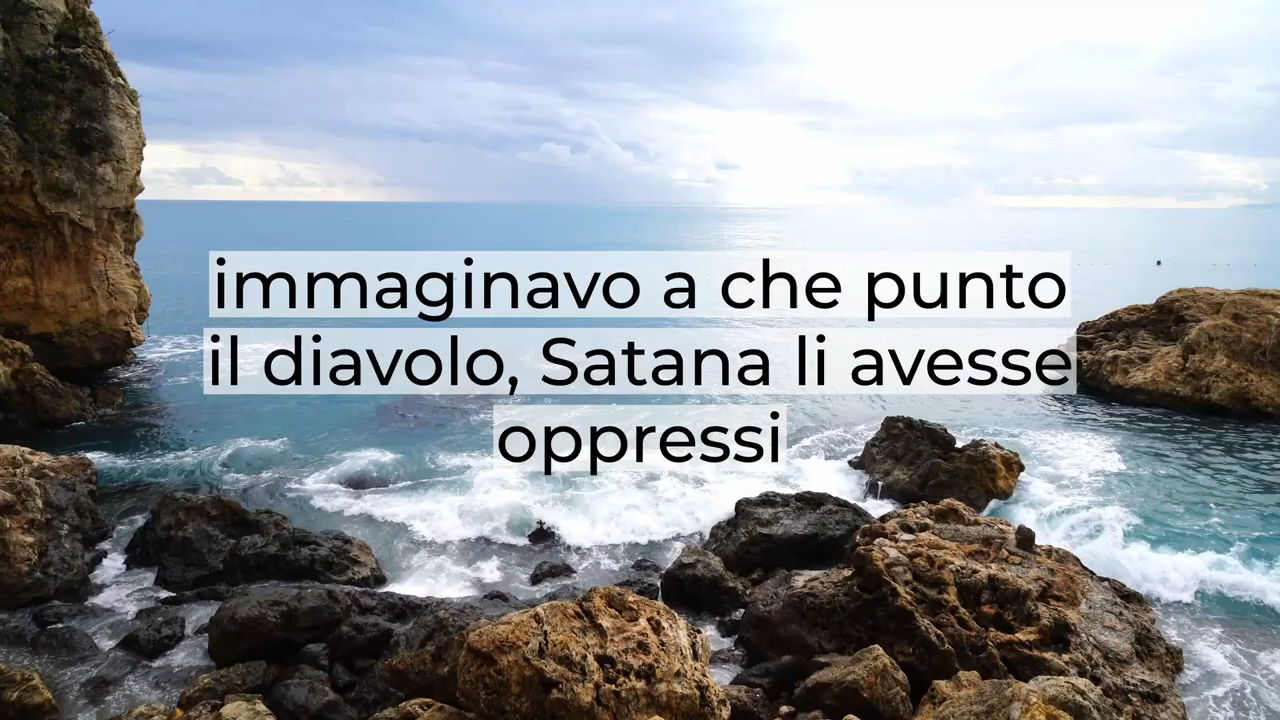 immaginavo a che punto
il diavolo, Satana li avesse
oppressi